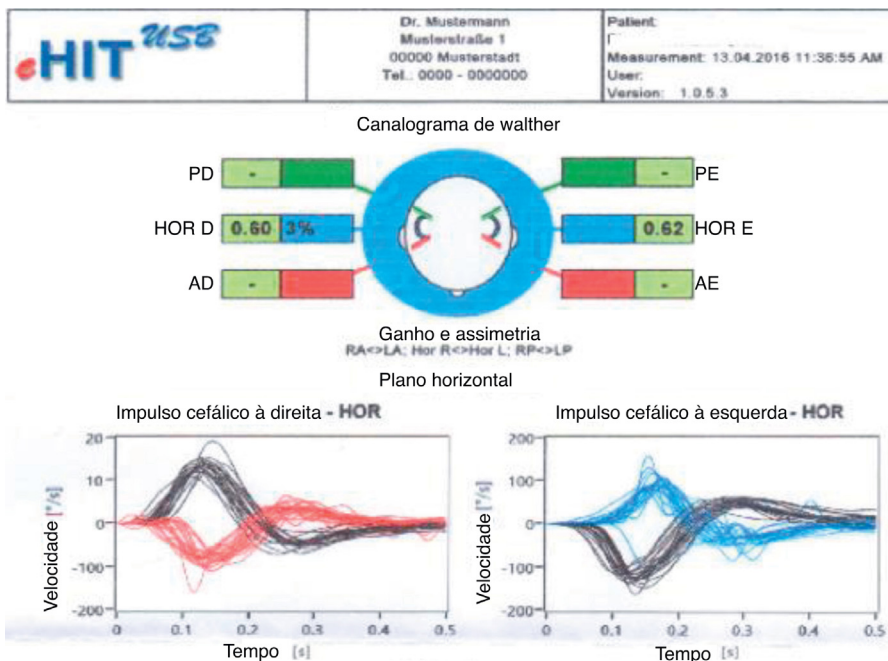 eHIT USB
Dr. Mustermann
Musterstraße 1
00000 Musterstadt
Tel.: 0000 - 0000000
Patient:
Measurement: 13.04.2016 11:36:55 AM
User:
Version: 1.0.5.3
Canalograma de walther
PD - - PE
HOR D 0.60 3% 0.62 HOR E
AD - - AE
Ganho e assimetria
RA<>LA; Hor R<>Hor L; RP<>LP
Plano horizontal
Impulso cefálico à direita - HOR
20
10
0
-100
-200
Velocidade [°/s]
0 0.1 0.2 0.3 0.4 0.5
Tempo [s]
Impulso cefálico à esquerda - HOR
200
100
0
-100
-200
Velocidade [°/s]
0 0.1 0.2 0.3 0.4 0.5
Tempo [s]